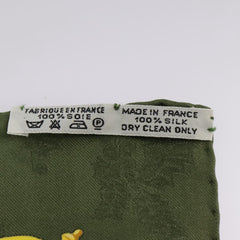 FABRIQUE EN FRANCE
100% SOIE
MADE IN FRANCE
100% SILK
DRY CLEAN ONLY